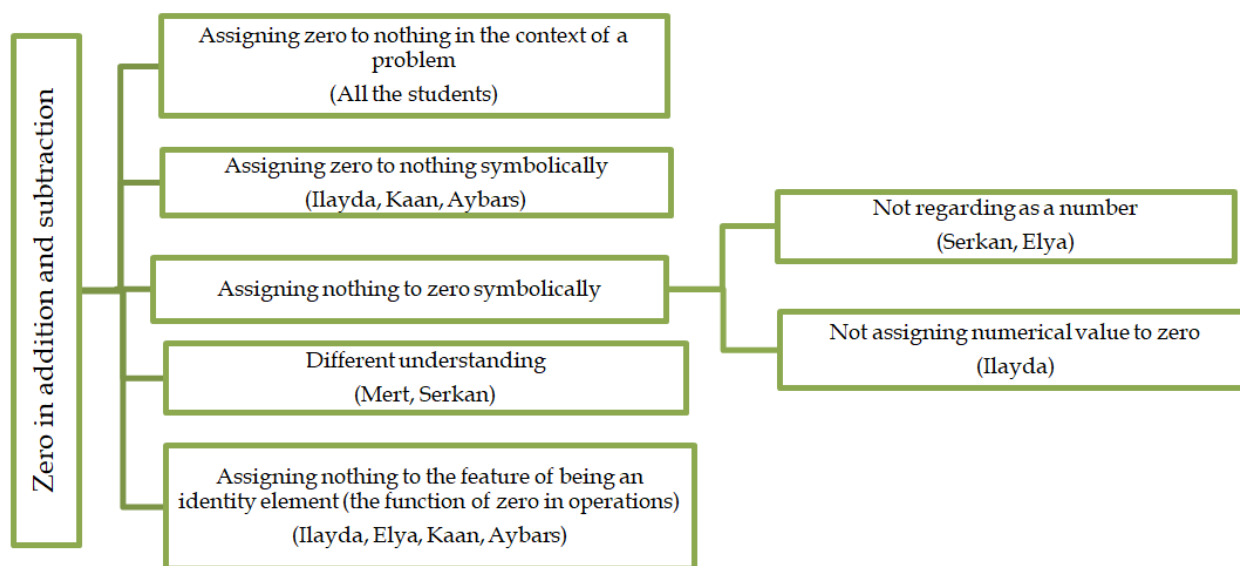 Zero in addition and subtraction
Assigning zero to nothing in the context of a
problem
(All the students)
Assigning zero to nothing symbolically
(Ilayda, Kaan, Aybars)
Assigning nothing to zero symbolically
Not regarding as a number
(Serkan, Elya)
Not assigning numerical value to zero
(Ilayda)
Different understanding
(Mert, Serkan)
Assigning nothing to the feature of being an
identity element (the function of zero in operations)
(Ilayda, Elya, Kaan, Aybars)